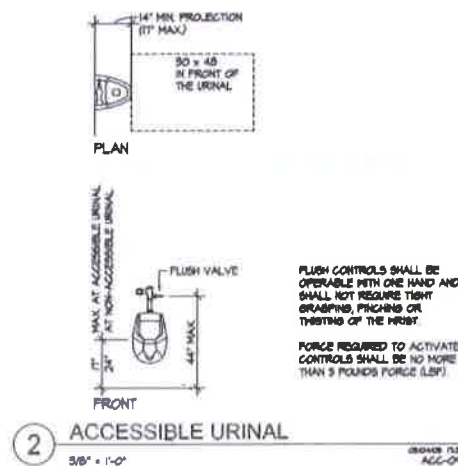 14" MIN. PROJECTION
(17" MAX.)
30 x 48
IN FRONT OF
THE URINAL
PLAN
17" MAX AT ACCESSIBLE URINAL
24" AT NON-ACCESSIBLE URINAL
FLUSH VALVE
44" MAX
FRONT
FLUSH CONTROLS SHALL BE
OPERABLE WITH ONE HAND AND
SHALL NOT REQUIRE TIGHT
GRASPING, PINCHING OR
TWISTING OF THE WRIST.
FORCE REQUIRED TO ACTIVATE
CONTROLS SHALL BE NO MORE
THAN 5 POUNDS FORCE (LBF).
2 ACCESSIBLE URINAL
3/8" = 1'-0"